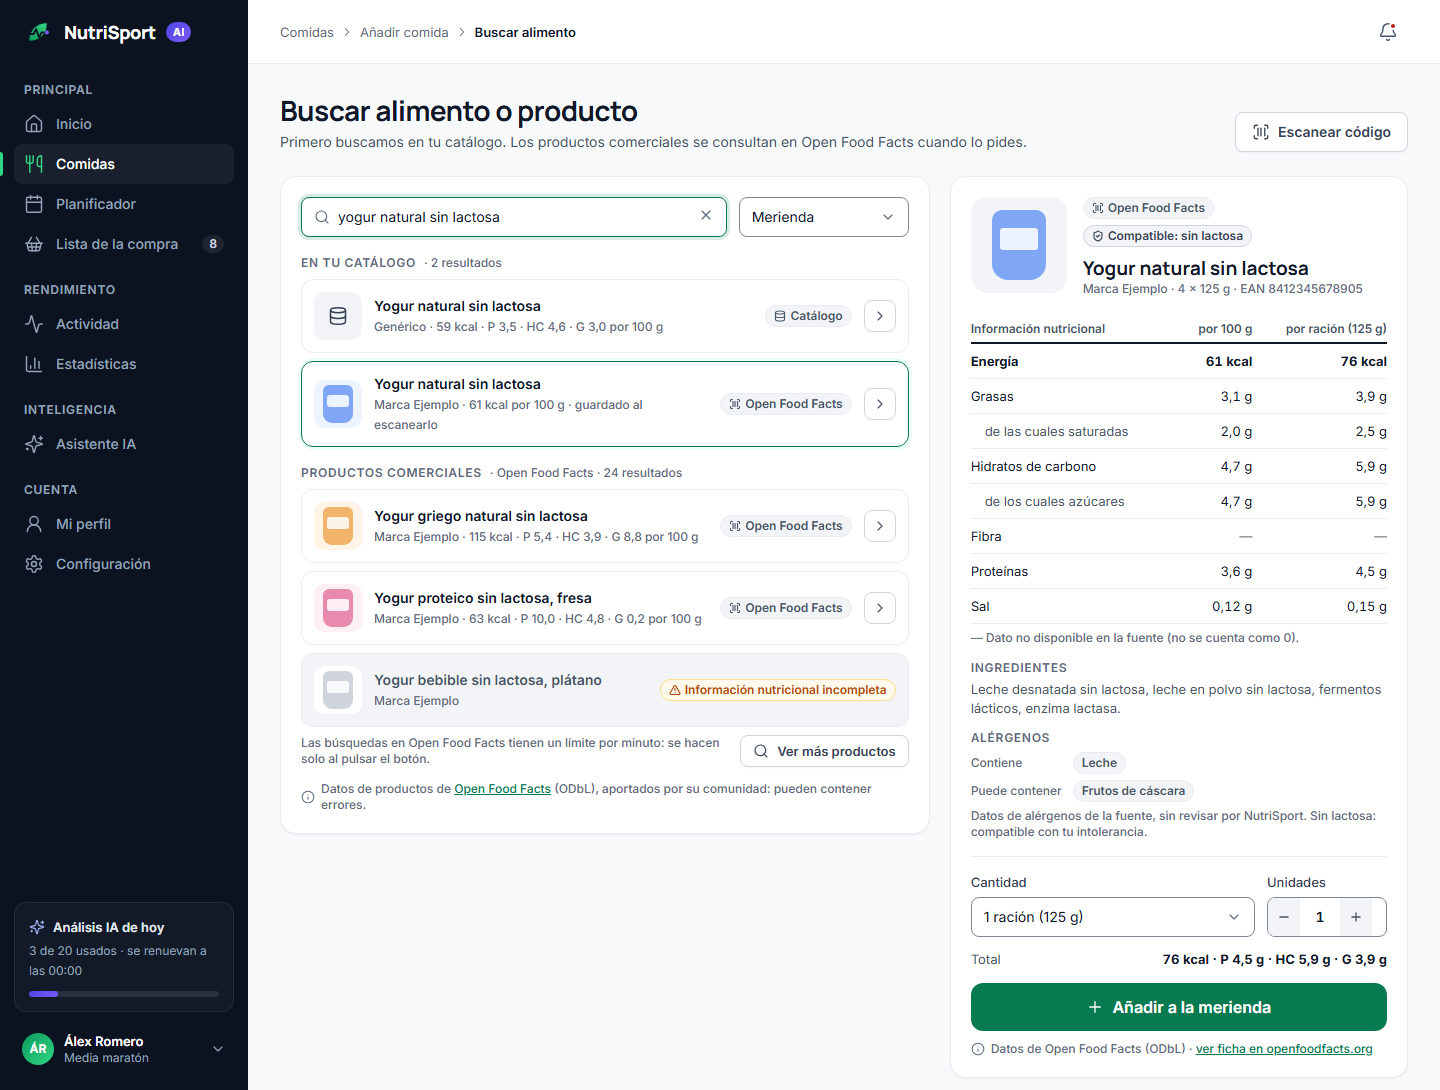 NutriSport AI
PRINCIPAL
Inicio
Comidas
Planificador
Lista de la compra 8
RENDIMIENTO
Actividad
Estadísticas
INTELIGENCIA
Asistente IA
CUENTA
Mi perfil
Configuración
Análisis IA de hoy
3 de 20 usados · se renuevan a
las 00:00
ÁR
Álex Romero
Media maratón
Comidas > Añadir comida > Buscar alimento
Buscar alimento o producto
Primero buscamos en tu catálogo. Los productos comerciales se consultan en Open Food Facts cuando lo pides.
Escanear código
yogur natural sin lactosa
Merienda
EN TU CATÁLOGO · 2 resultados
Yogur natural sin lactosa
Genérico · 59 kcal · P 3,5 · HC 4,6 · G 3,0 por 100 g
Catálogo
Yogur natural sin lactosa
Marca Ejemplo · 61 kcal por 100 g · guardado al
escanearlo
Open Food Facts
PRODUCTOS COMERCIALES · Open Food Facts · 24 resultados
Yogur griego natural sin lactosa
Marca Ejemplo · 115 kcal · P 5,4 · HC 3,9 · G 8,8 por 100 g
Open Food Facts
Yogur proteico sin lactosa, fresa
Marca Ejemplo · 63 kcal · P 10,0 · HC 4,8 · G 0,2 por 100 g
Open Food Facts
Yogur bebible sin lactosa, plátano
Marca Ejemplo
Información nutricional incompleta
Las búsquedas en Open Food Facts tienen un límite por minuto: se hacen
solo al pulsar el botón.
Ver más productos
Datos de productos de Open Food Facts (ODbL), aportados por su comunidad: pueden contener
errores.
Open Food Facts
Compatible: sin lactosa
Yogur natural sin lactosa
Marca Ejemplo · 4 × 125 g · EAN 8412345678905
Información nutricional por 100 g por ración (125 g)
Energía 61 kcal 76 kcal
Grasas 3,1 g 3,9 g
de las cuales saturadas 2,0 g 2,5 g
Hidratos de carbono 4,7 g 5,9 g
de los cuales azúcares 4,7 g 5,9 g
Fibra — —
Proteínas 3,6 g 4,5 g
Sal 0,12 g 0,15 g
— Dato no disponible en la fuente (no se cuenta como 0).
INGREDIENTES
Leche desnatada sin lactosa, leche en polvo sin lactosa, fermentos
lácticos, enzima lactasa.
ALÉRGENOS
Contiene Leche
Puede contener Frutos de cáscara
Datos de alérgenos de la fuente, sin revisar por NutriSport. Sin lactosa:
compatible con tu intolerancia.
Cantidad Unidades
1 ración (125 g) − 1 +
Total 76 kcal · P 4,5 g · HC 5,9 g · G 3,9 g
+ Añadir a la merienda
Datos de Open Food Facts (ODbL) · ver ficha en openfoodfacts.org